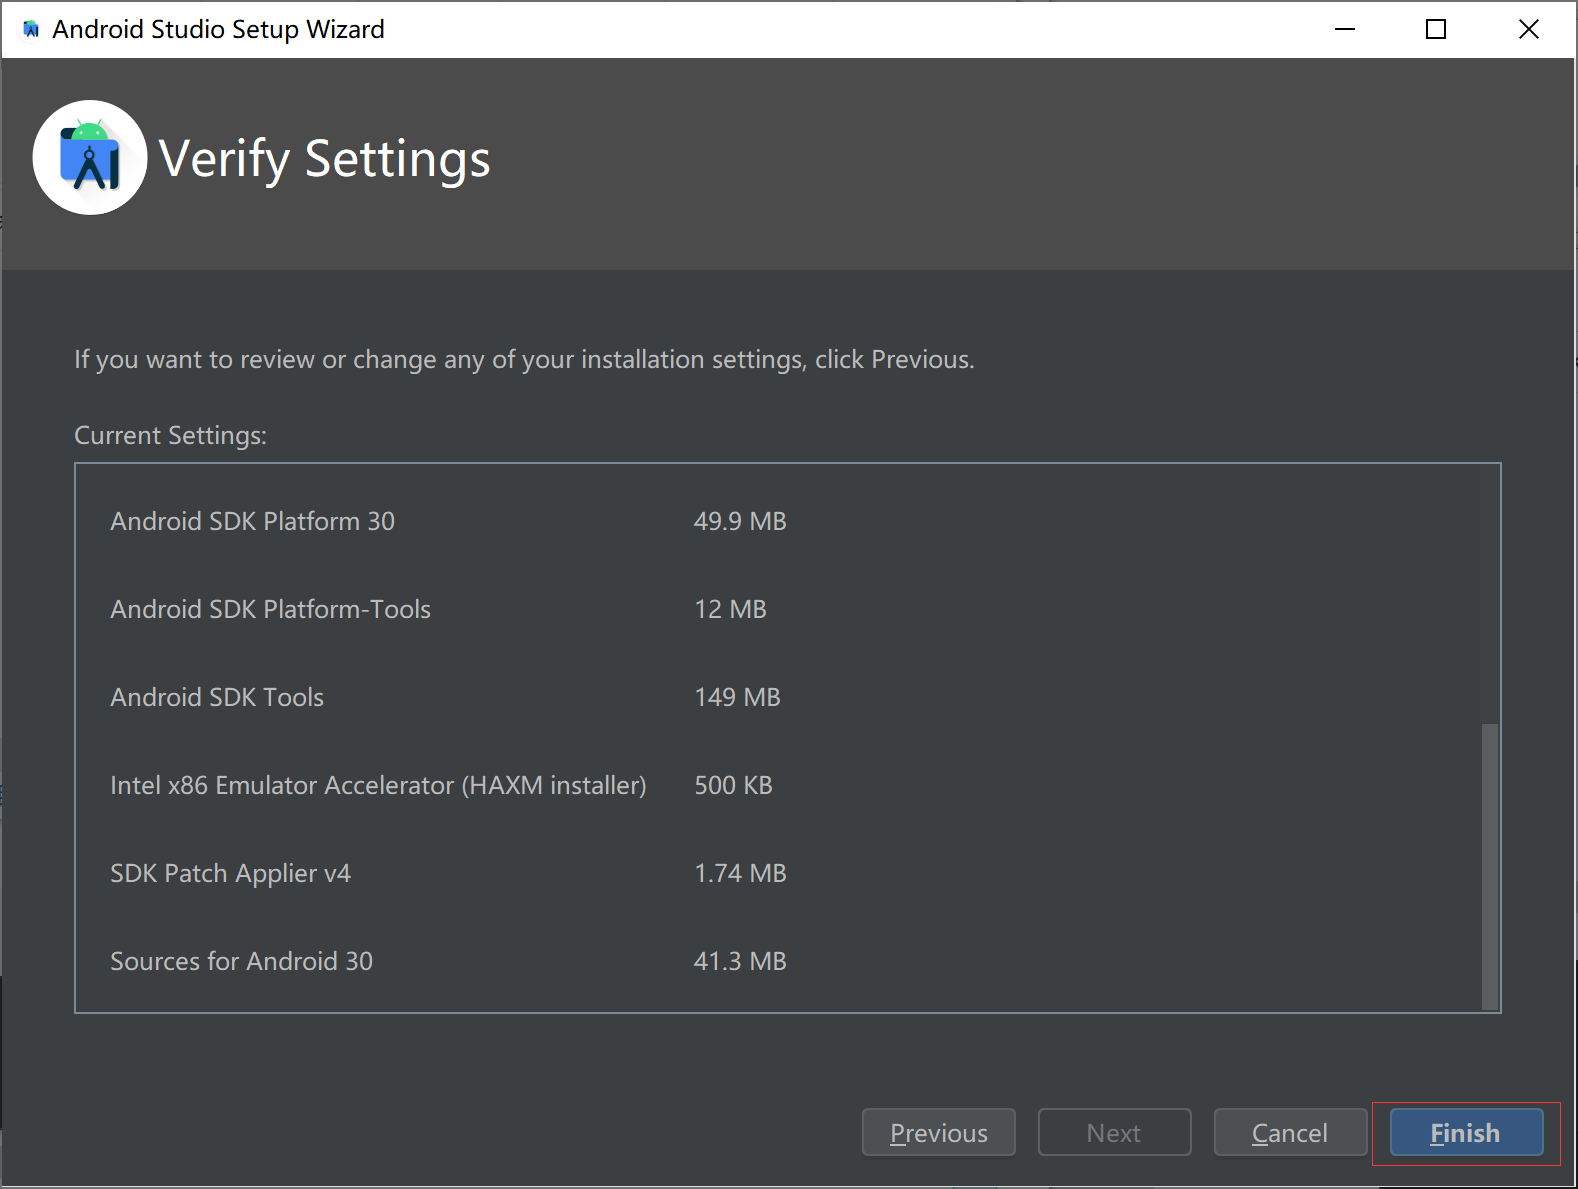 Android Studio Setup Wizard
Verify Settings
If you want to review or change any of your installation settings, click Previous.
Current Settings:
Android SDK Platform 30 49.9 MB
Android SDK Platform-Tools 12 MB
Android SDK Tools 149 MB
Intel x86 Emulator Accelerator (HAXM installer) 500 KB
SDK Patch Applier v4 1.74 MB
Sources for Android 30 41.3 MB
Previous Next Cancel Finish